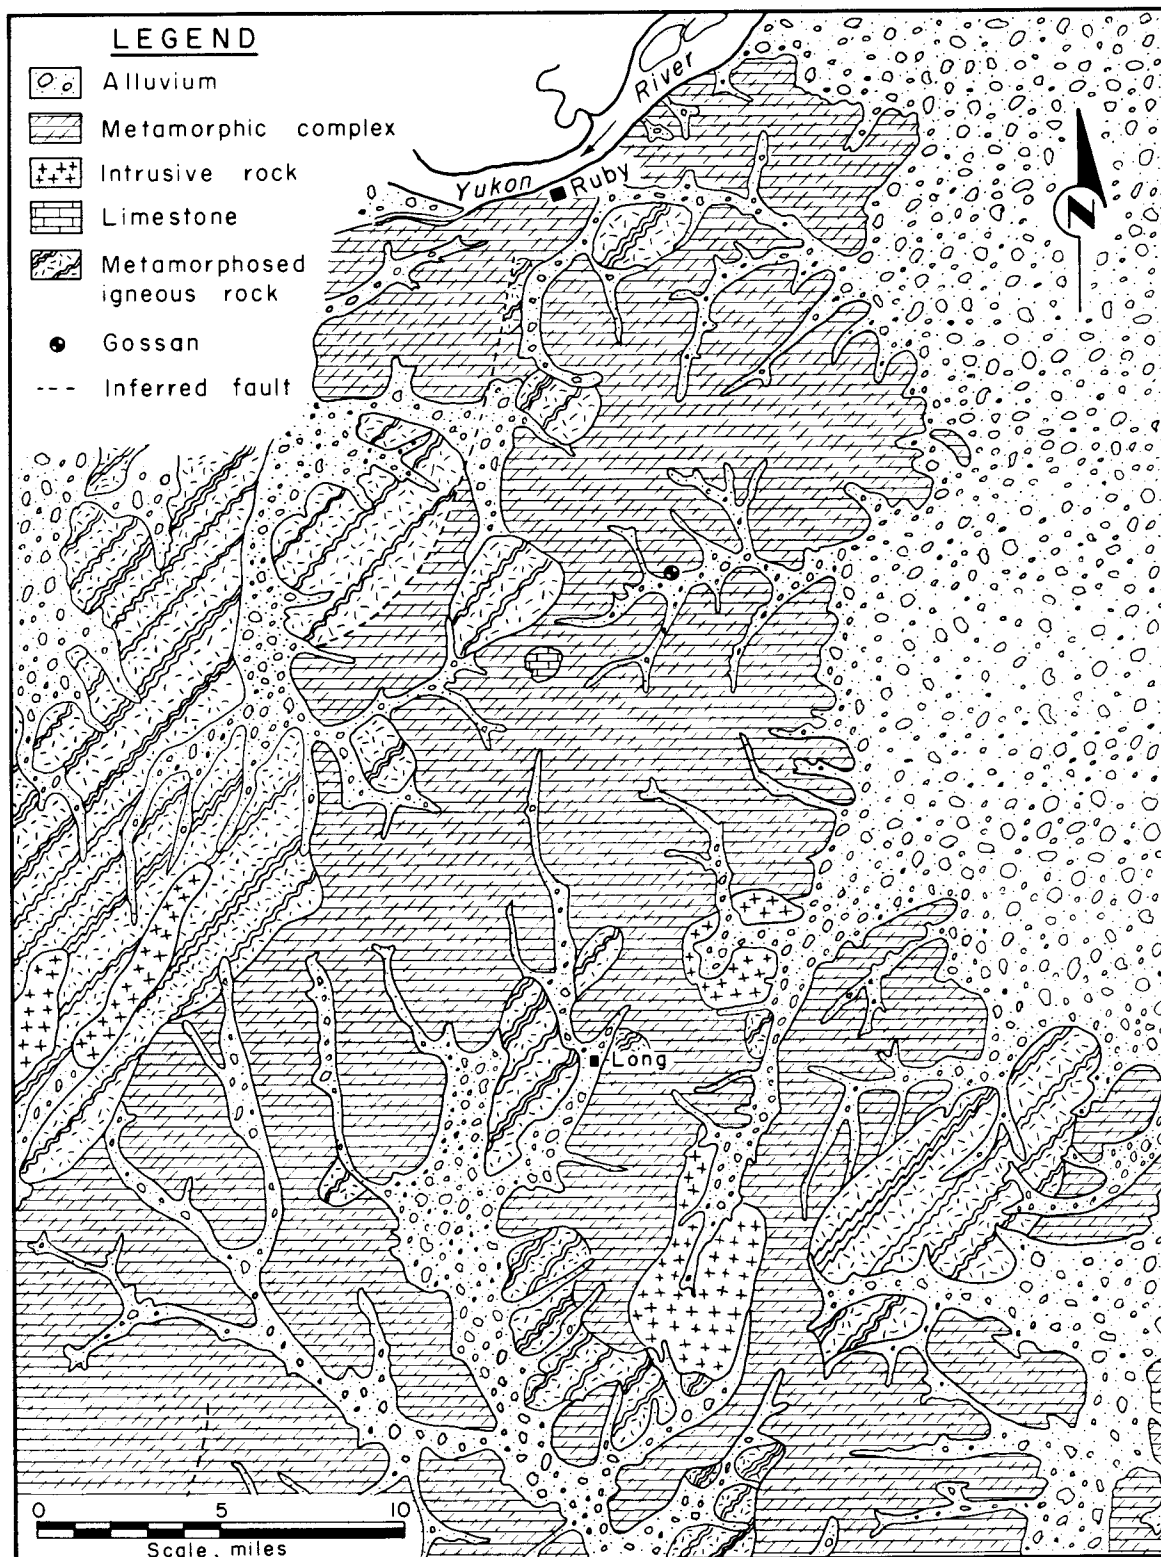 LEGEND
Alluvium
Metamorphic complex
Intrusive rock
Limestone
Metamorphosed
igneous rock
Gossan
Inferred fault
River
Yukon
Ruby
N
Long
0 5 10
Scale, miles